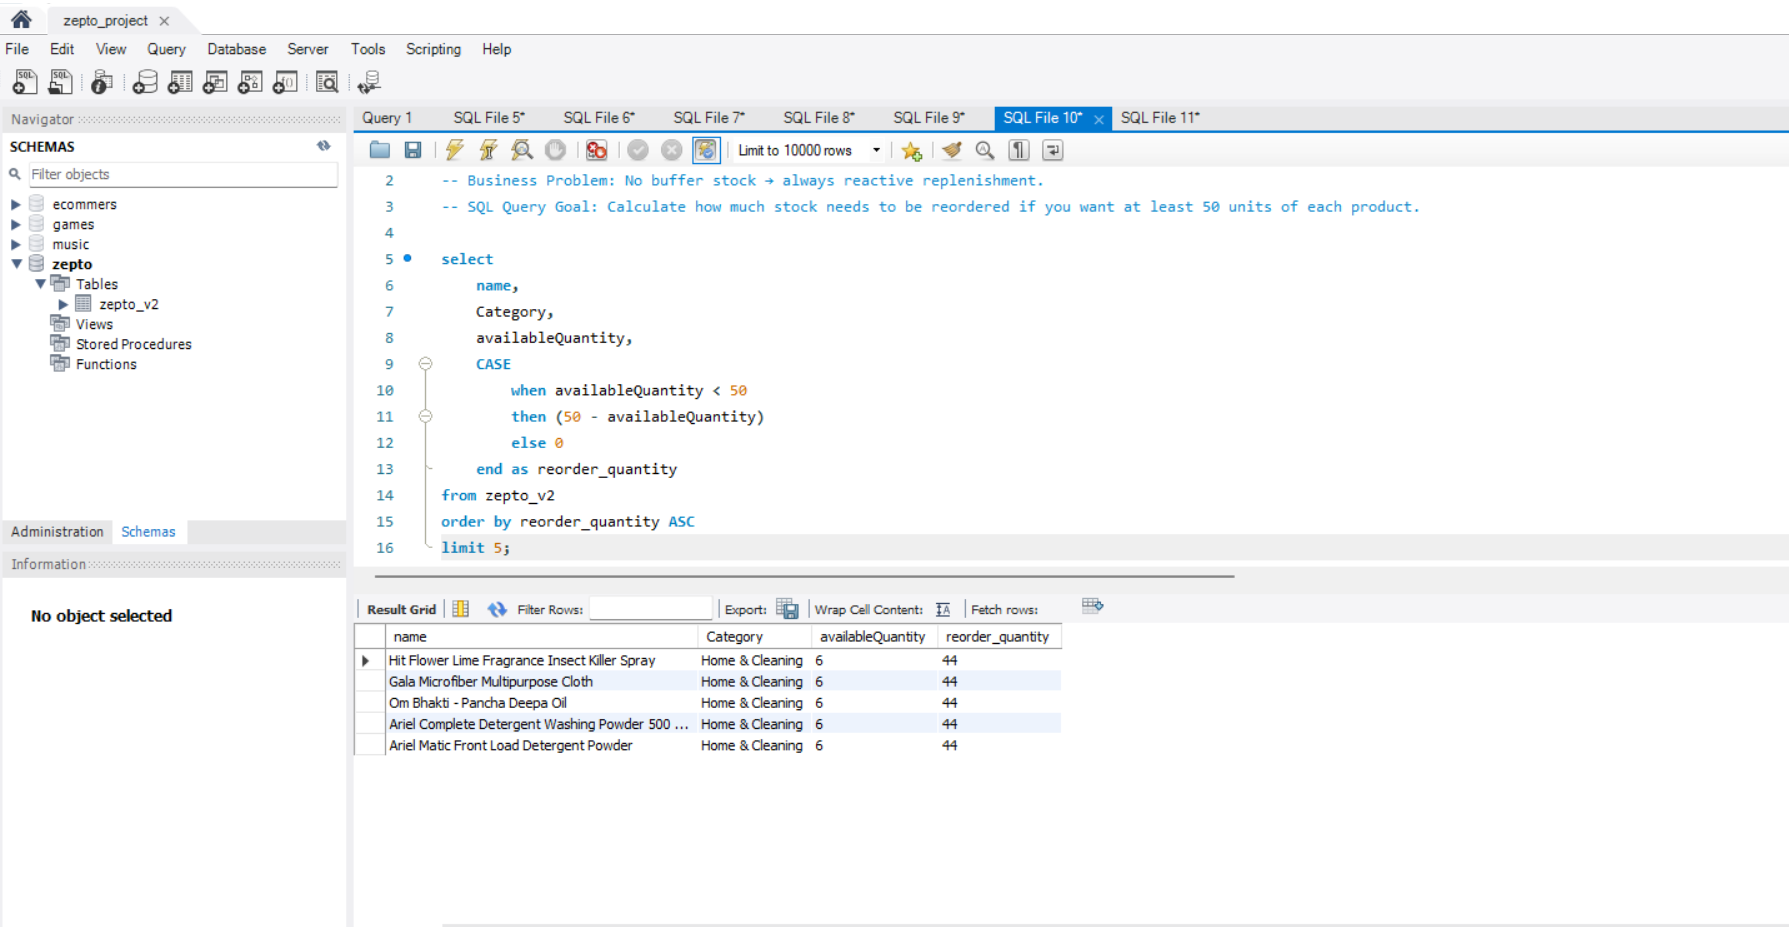 zepto_project
File Edit View Query Database Server Tools Scripting Help
Navigator
SCHEMAS
Filter objects
ecommers
games
music
zepto
Tables
zepto_v2
Views
Stored Procedures
Functions
Administration Schemas
Information
No object selected
Query 1 SQL File 5* SQL File 6* SQL File 7* SQL File 8* SQL File 9* SQL File 10* SQL File 11*
Limit to 10000 rows
2 -- Business Problem: No buffer stock → always reactive replenishment.
3 -- SQL Query Goal: Calculate how much stock needs to be reordered if you want at least 50 units of each product.
4
5 select
6 name,
7 Category,
8 availableQuantity,
9 CASE
10 when availableQuantity < 50
11 then (50 - availableQuantity)
12 else 0
13 end as reorder_quantity
14 from zepto_v2
15 order by reorder_quantity ASC
16 limit 5;
Result Grid Filter Rows: Export: Wrap Cell Content: Fetch rows:
name Category availableQuantity reorder_quantity
Hit Flower Lime Fragrance Insect Killer Spray Home & Cleaning 6 44
Gala Microfiber Multipurpose Cloth Home & Cleaning 6 44
Om Bhakti - Pancha Deepa Oil Home & Cleaning 6 44
Ariel Complete Detergent Washing Powder 500 ... Home & Cleaning 6 44
Ariel Matic Front Load Detergent Powder Home & Cleaning 6 44